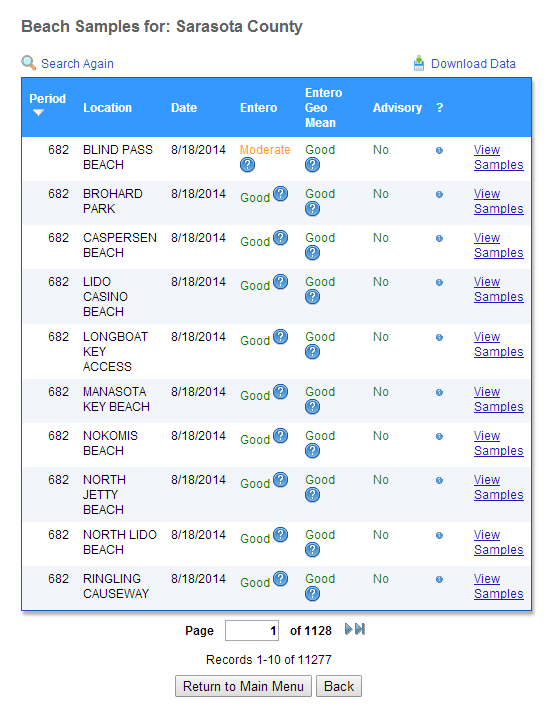 Beach Samples for: Sarasota County
Search Again Download Data
Period Location Date Entero Entero Geo Mean Advisory ?
682 BLIND PASS BEACH 8/18/2014 Moderate ? Good ? No View Samples
682 BROHARD PARK 8/18/2014 Good ? Good ? No View Samples
682 CASPERSEN BEACH 8/18/2014 Good ? Good ? No View Samples
682 LIDO CASINO BEACH 8/18/2014 Good ? Good ? No View Samples
682 LONGBOAT KEY ACCESS 8/18/2014 Good ? Good ? No View Samples
682 MANASOTA KEY BEACH 8/18/2014 Good ? Good ? No View Samples
682 NOKOMIS BEACH 8/18/2014 Good ? Good ? No View Samples
682 NORTH JETTY BEACH 8/18/2014 Good ? Good ? No View Samples
682 NORTH LIDO BEACH 8/18/2014 Good ? Good ? No View Samples
682 RINGLING CAUSEWAY 8/18/2014 Good ? Good ? No View Samples
Page 1 of 1128
Records 1-10 of 11277
Return to Main Menu Back